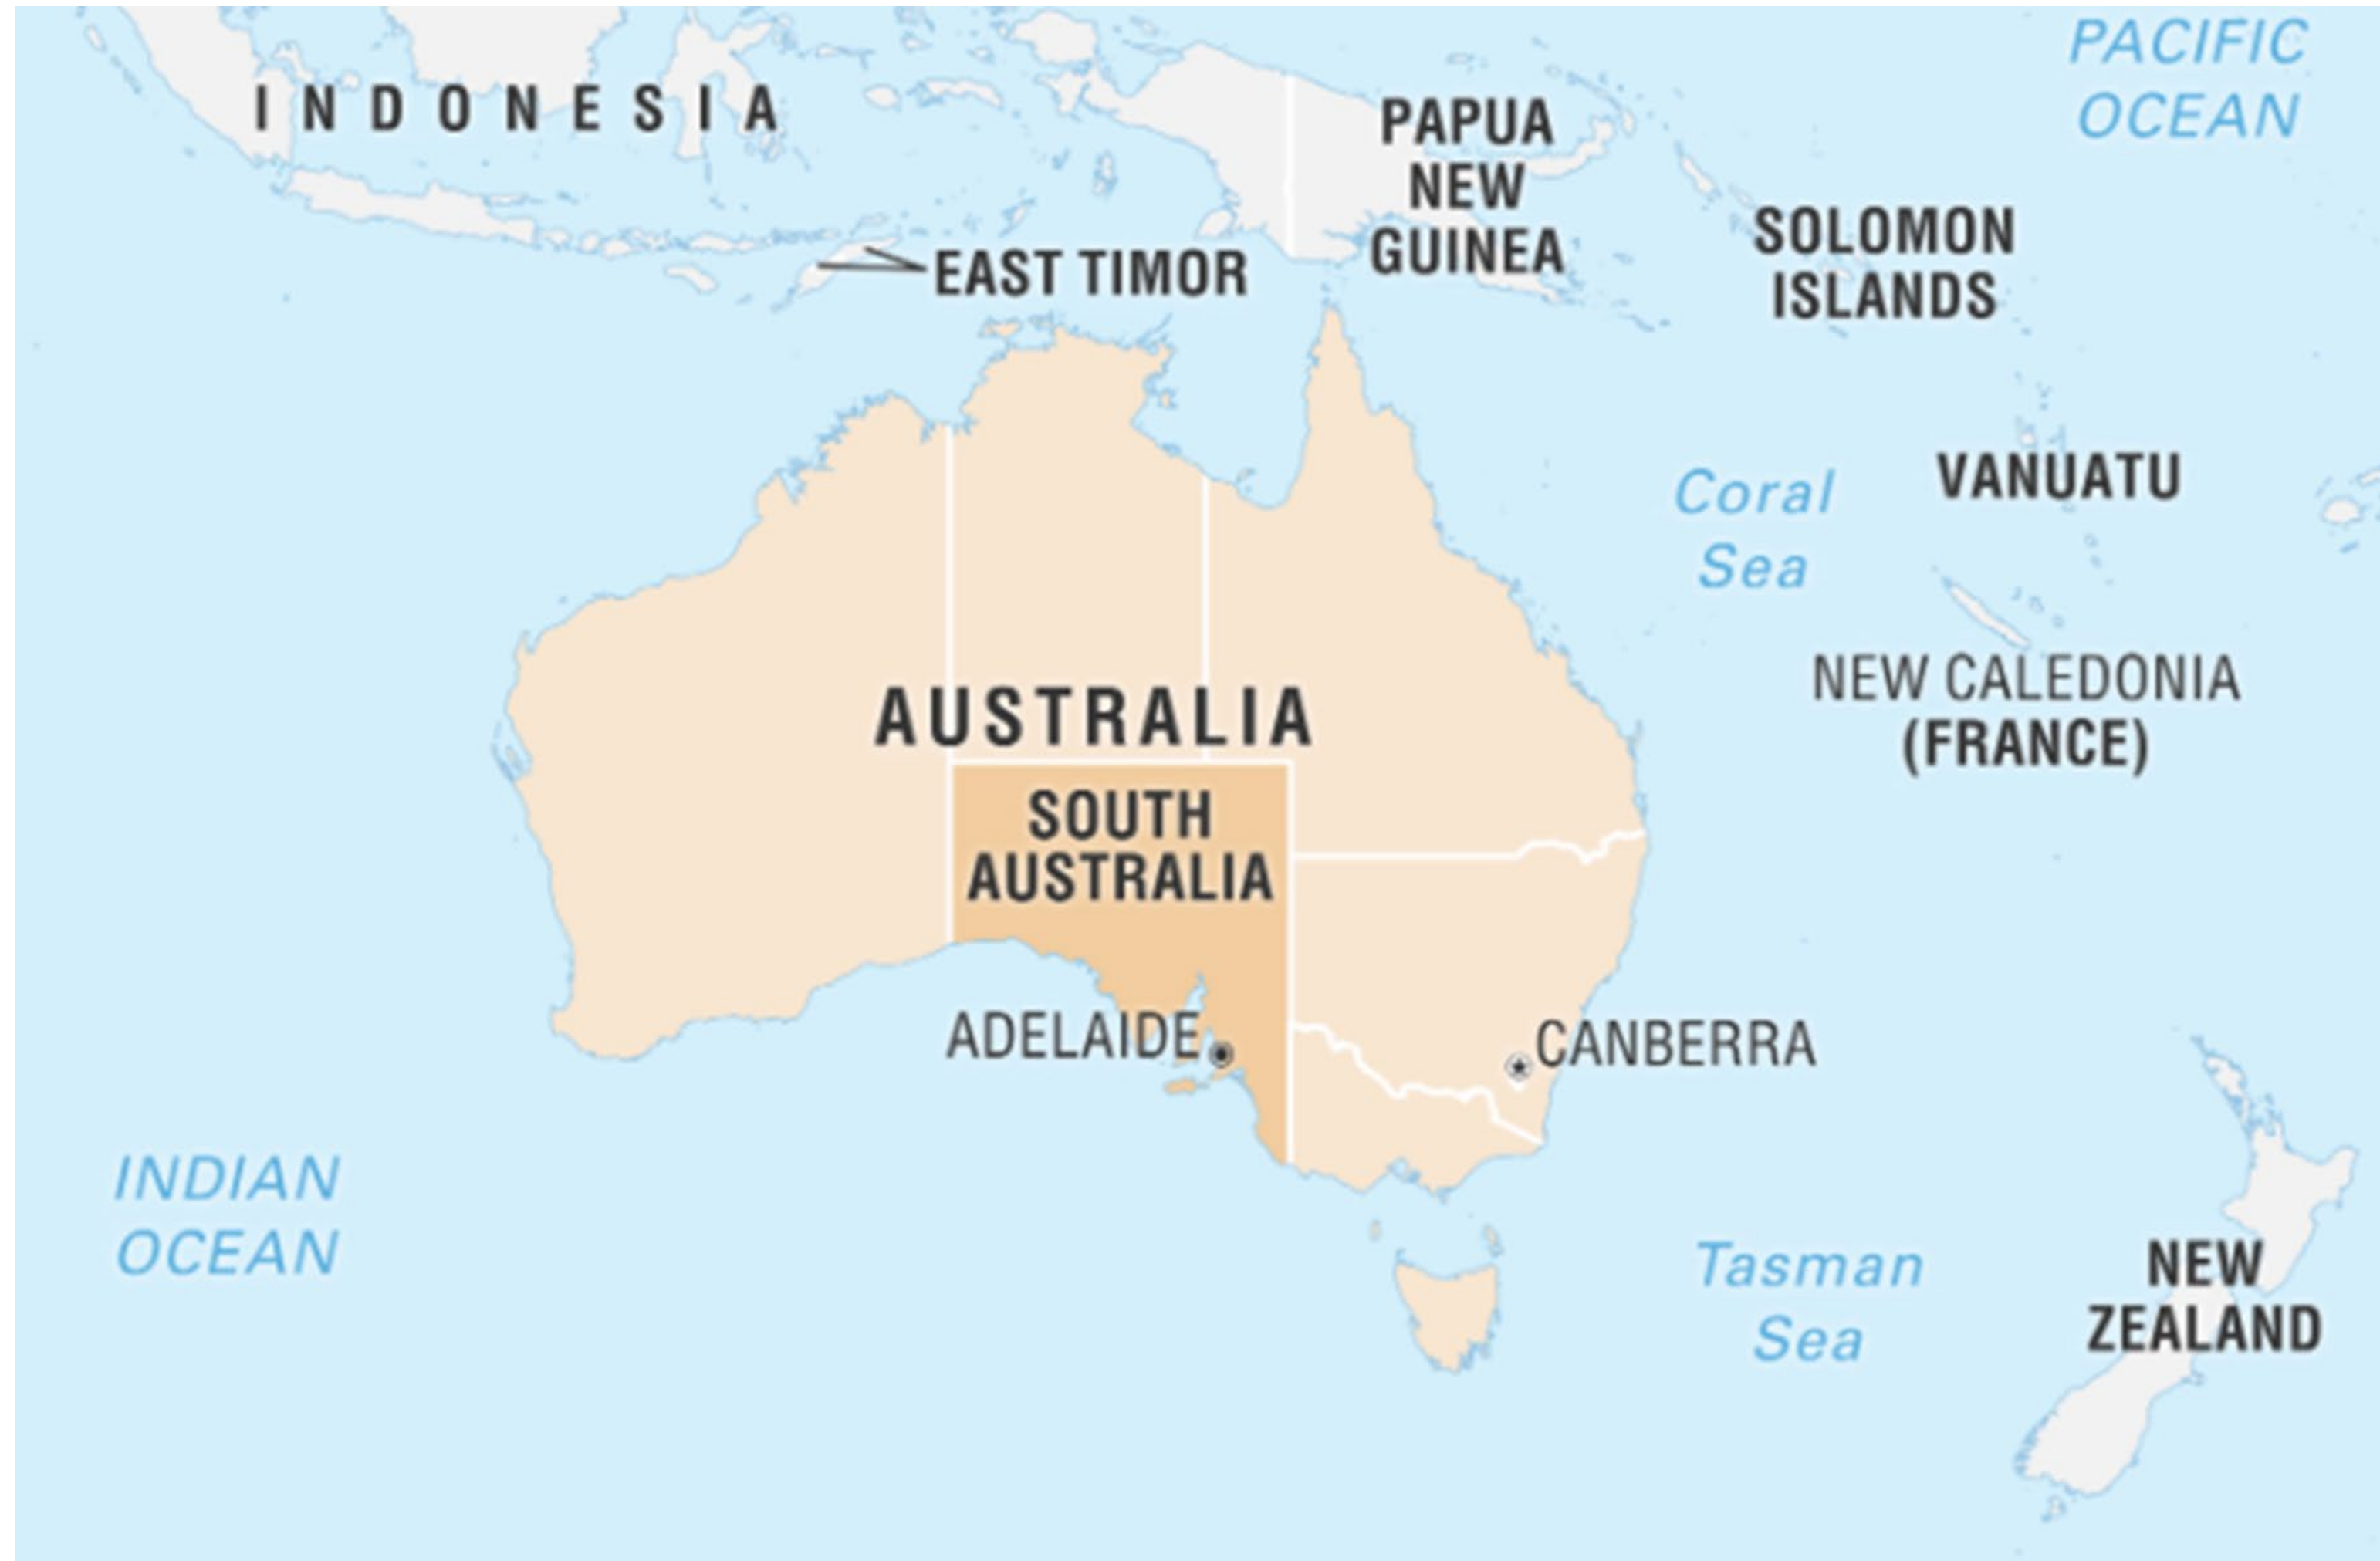 PACIFIC
OCEAN
I N D O N E S I A
PAPUA
NEW
GUINEA
SOLOMON
ISLANDS
EAST TIMOR
Coral
Sea
VANUATU
NEW CALEDONIA
(FRANCE)
AUSTRALIA
SOUTH
AUSTRALIA
ADELAIDE
CANBERRA
INDIAN
OCEAN
Tasman
Sea
NEW
ZEALAND